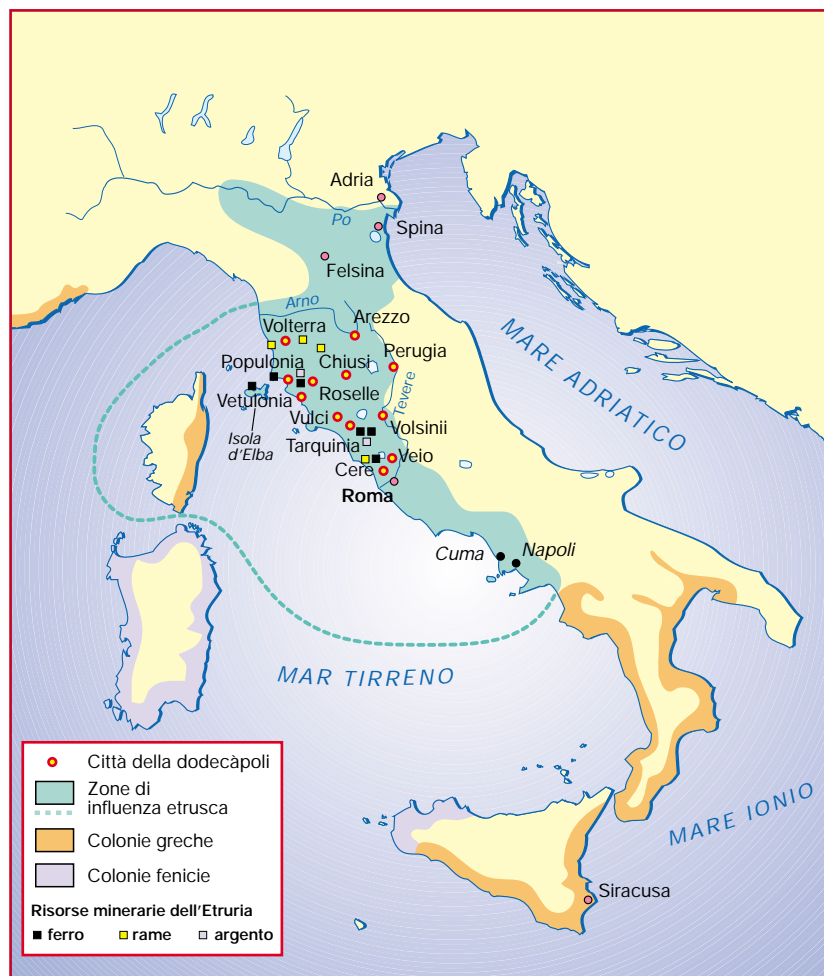 Adria
Po
Spina
Felsina
Arno
Arezzo
Volterra
MARE ADRIATICO
Populonia
Chiusi
Perugia
Roselle
Vetulonia
Tevere
Vulci
Volsinii
Isola
d'Elba
Tarquinia
Veio
Cere
Roma
Cuma
Napoli
MAR TIRRENO
MARE IONIO
Siracusa
Città della dodecàpoli
Zone di
influenza etrusca
Colonie greche
Colonie fenicie
Risorse minerarie dell'Etruria
ferro rame argento